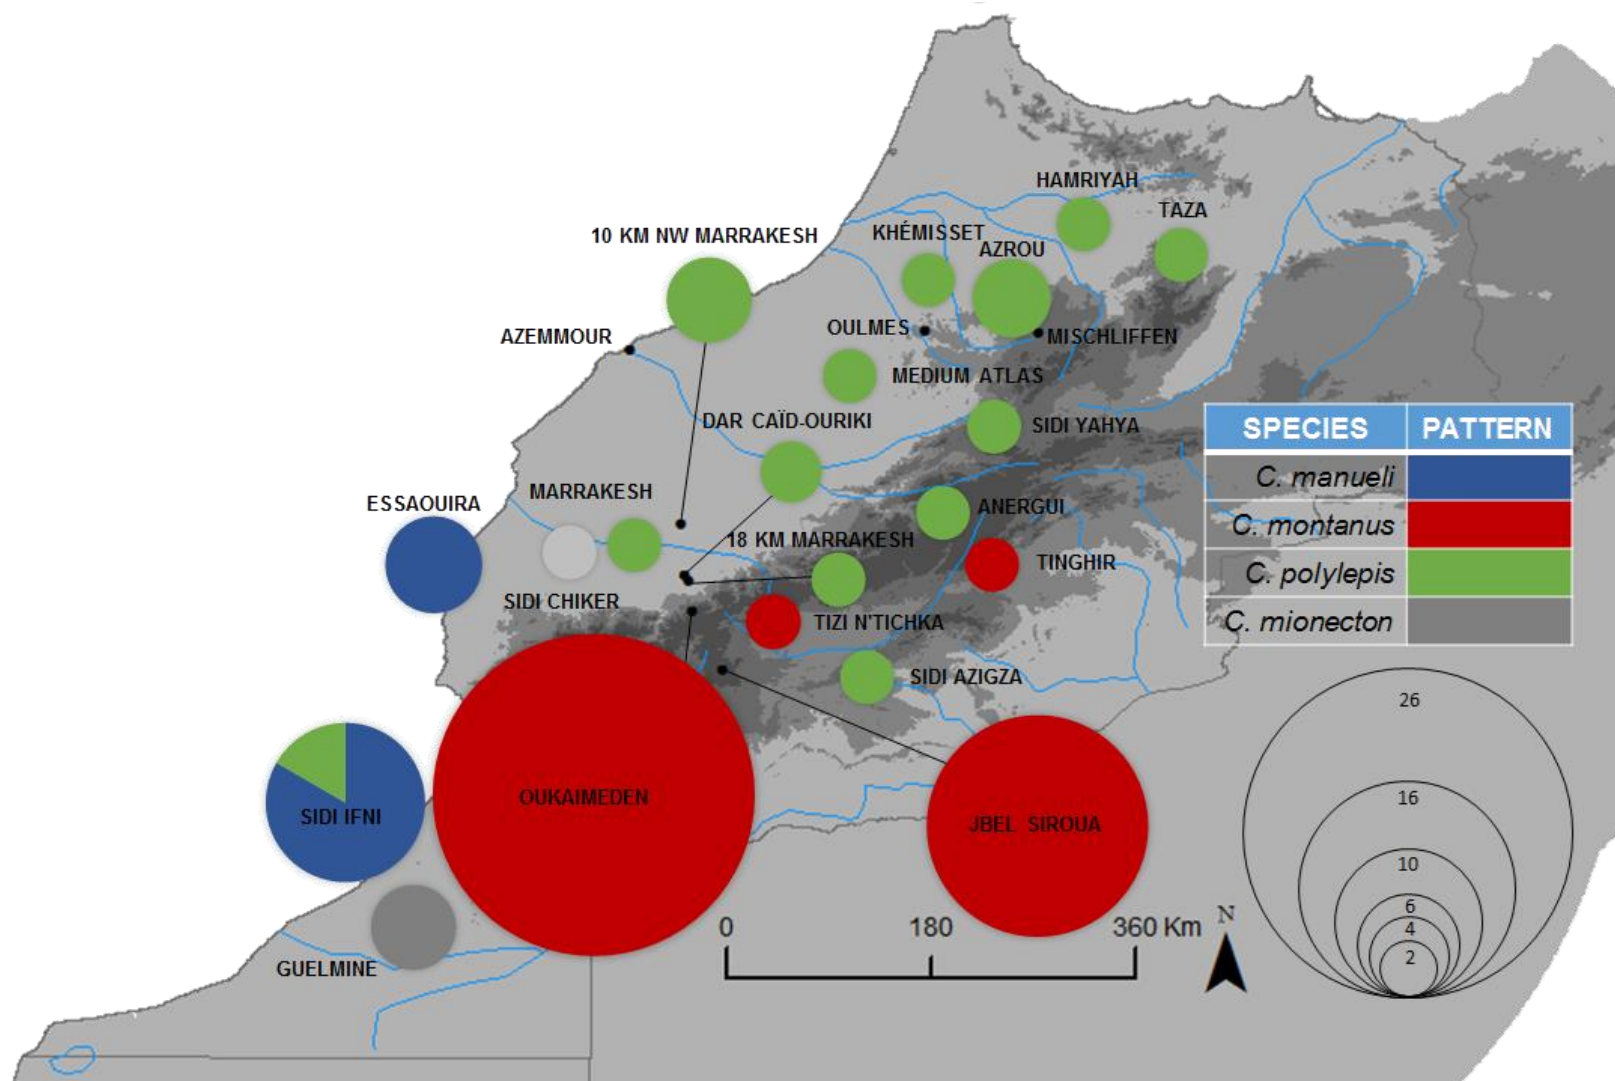 HAMRIYAH
TAZA
10 KM NW MARRAKESH
KHÉMISSET
AZROU
AZEMMOUR
OULMES
MISCHLIFFEN
MEDIUM ATLAS
DAR CAÏD-OURIKI
SIDI YAHYA
SPECIES PATTERN
C. manueli
C. montanus
C. polylepis
C. mionecton
MARRAKESH
ESSAOUIRA
ANERGUI
18 KM MARRAKESH
TINGHIR
SIDI CHIKER
TIZI N'TICHKA
SIDI AZIGZA
26
16
10
6
4
2
OUKAIMEDEN
SIDI IFNI
JBEL SIROUA
0 180 360 Km
N
GUELMINE